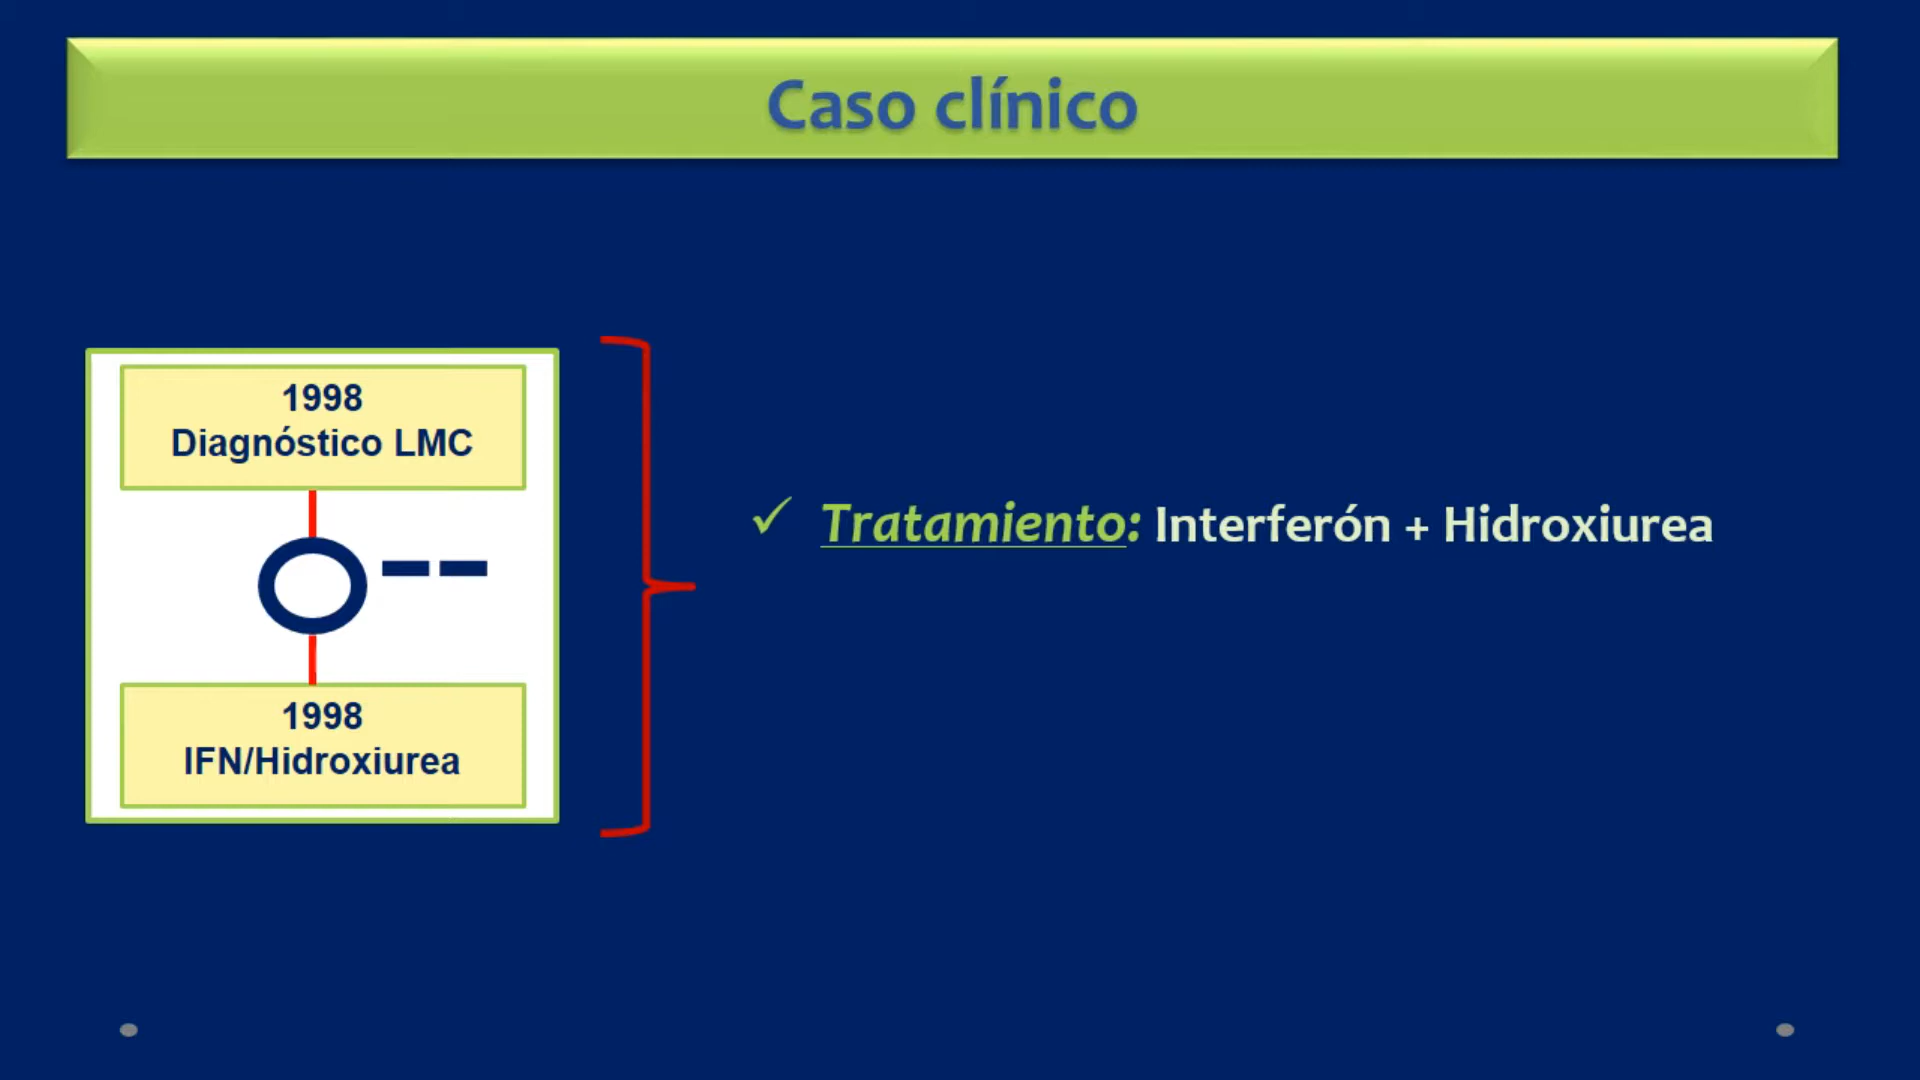 Caso clínico
1998
Diagnóstico LMC
1998
IFN/Hidroxiurea
✓ Tratamiento: Interferón + Hidroxiurea